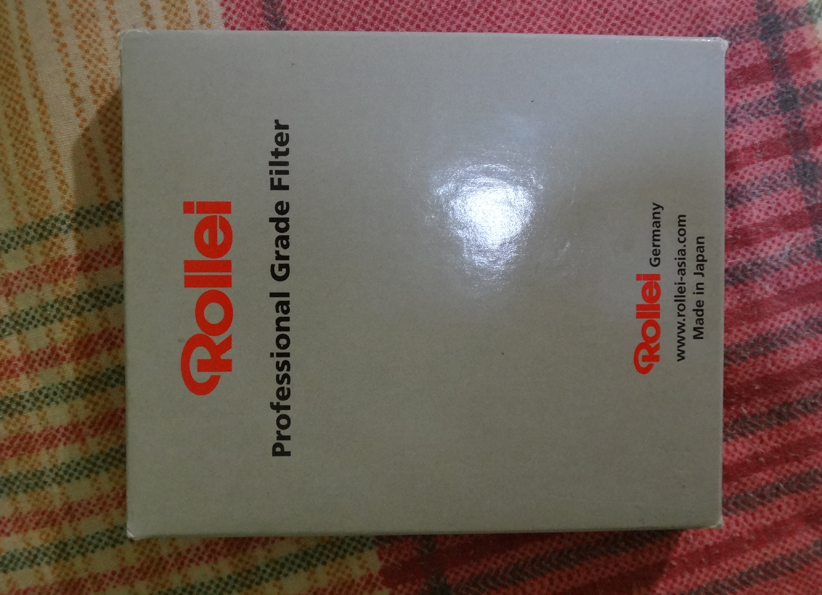 Rollei
Professional Grade Filter
Rollei Germany
www.rollei-asia.com
Made in Japan